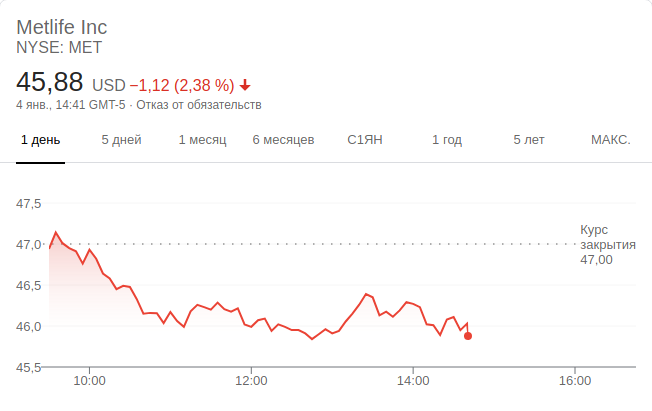 Metlife Inc
NYSE: MET
45,88 USD −1,12 (2,38 %)
4 янв., 14:41 GMT-5 · Отказ от обязательств
1 день 5 дней 1 месяц 6 месяцев С1ЯН 1 год 5 лет МАКС.
47,5
Курс
47,0 закрытия
47,00
46,5
46,0
45,5
10:00 12:00 14:00 16:00